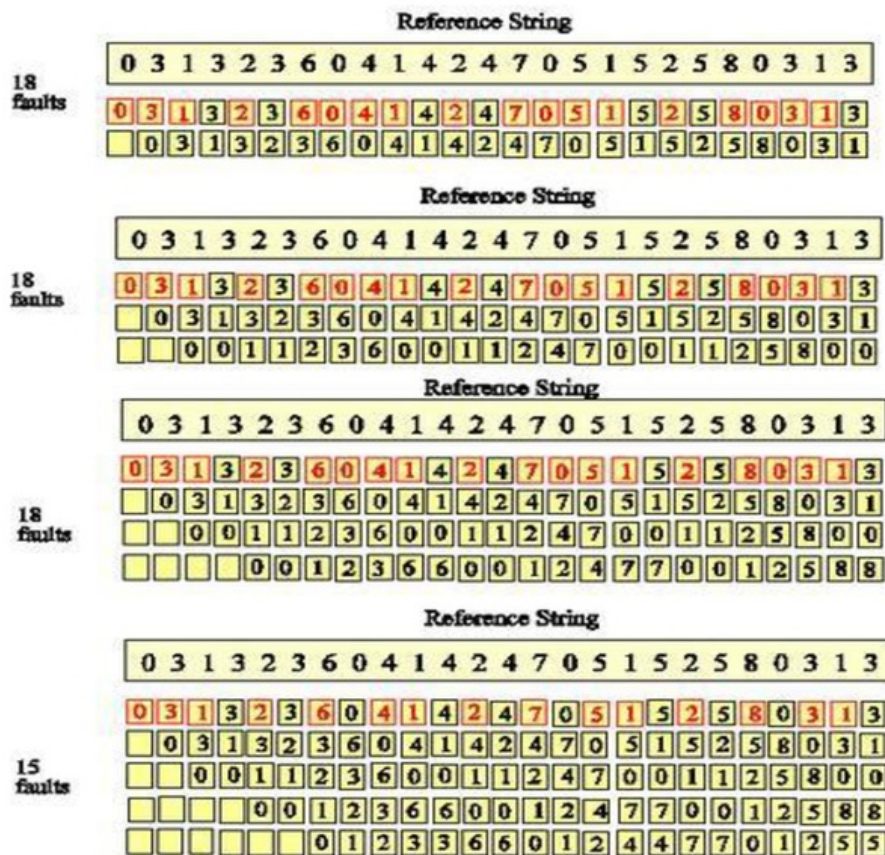 Reference String
0 3 1 3 2 3 6 0 4 1 4 2 4 7 0 5 1 5 2 5 8 0 3 1 3
18
faults
0 3 1 3 2 3 6 0 4 1 4 2 4 7 0 5 1 5 2 5 8 0 3 1 3
0 3 1 3 2 3 6 0 4 1 4 2 4 7 0 5 1 5 2 5 8 0 3 1
Reference String
0 3 1 3 2 3 6 0 4 1 4 2 4 7 0 5 1 5 2 5 8 0 3 1 3
18
faults
0 3 1 3 2 3 6 0 4 1 4 2 4 7 0 5 1 5 2 5 8 0 3 1 3
0 3 1 3 2 3 6 0 4 1 4 2 4 7 0 5 1 5 2 5 8 0 3 1
0 0 1 1 2 3 6 0 0 1 1 2 4 7 0 0 1 1 2 5 8 0 0
Reference String
0 3 1 3 2 3 6 0 4 1 4 2 4 7 0 5 1 5 2 5 8 0 3 1 3
18
faults
0 3 1 3 2 3 6 0 4 1 4 2 4 7 0 5 1 5 2 5 8 0 3 1 3
0 3 1 3 2 3 6 0 4 1 4 2 4 7 0 5 1 5 2 5 8 0 3 1
0 0 1 1 2 3 6 0 0 1 1 2 4 7 0 0 1 1 2 5 8 0 0
0 0 1 2 3 6 6 0 0 1 2 4 7 7 0 0 1 2 5 8 8
Reference String
0 3 1 3 2 3 6 0 4 1 4 2 4 7 0 5 1 5 2 5 8 0 3 1 3
15
faults
0 3 1 3 2 3 6 0 4 1 4 2 4 7 0 5 1 5 2 5 8 0 3 1 3
0 3 1 3 2 3 6 0 4 1 4 2 4 7 0 5 1 5 2 5 8 0 3 1
0 0 1 1 2 3 6 0 0 1 1 2 4 7 0 0 1 1 2 5 8 0 0
0 0 1 2 3 6 6 0 0 1 2 4 7 7 0 0 1 2 5 8 8
0 1 2 3 3 6 6 0 1 2 4 4 7 7 0 1 2 5 5